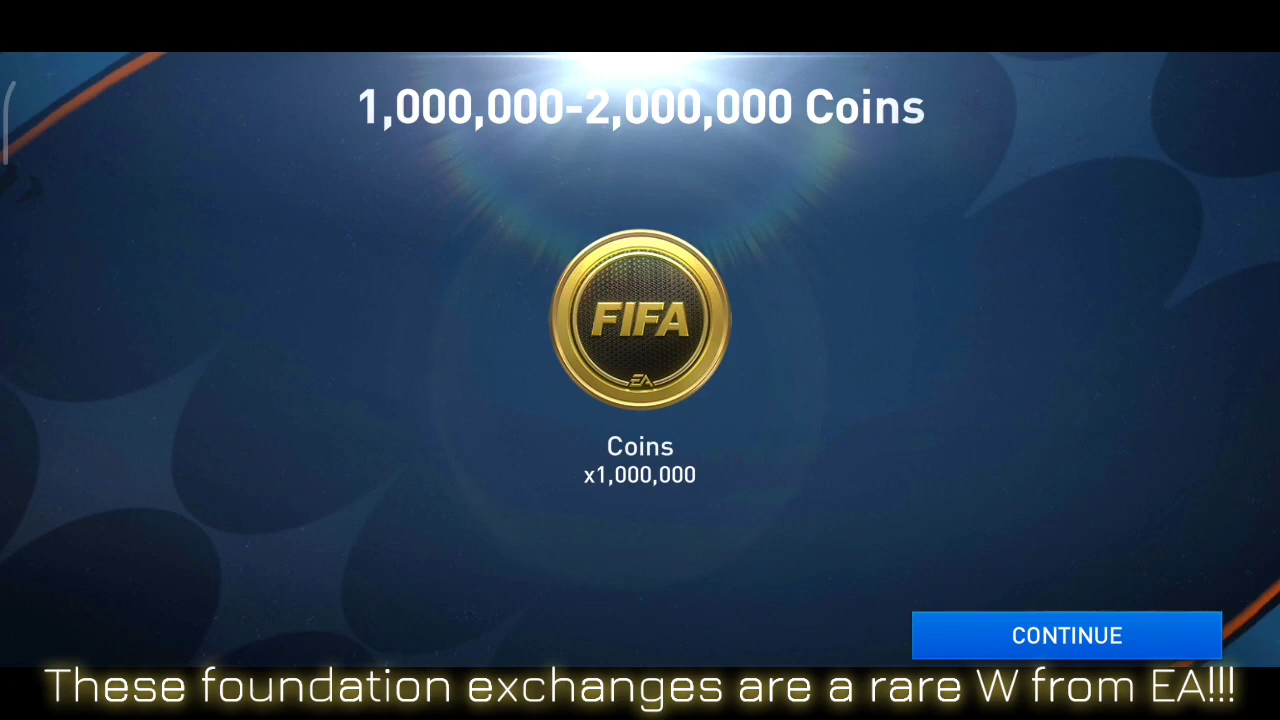 1,000,000-2,000,000 Coins
FIFA
EA
Coins
x1,000,000
CONTINUE
These foundation exchanges are a rare W from EA!!!